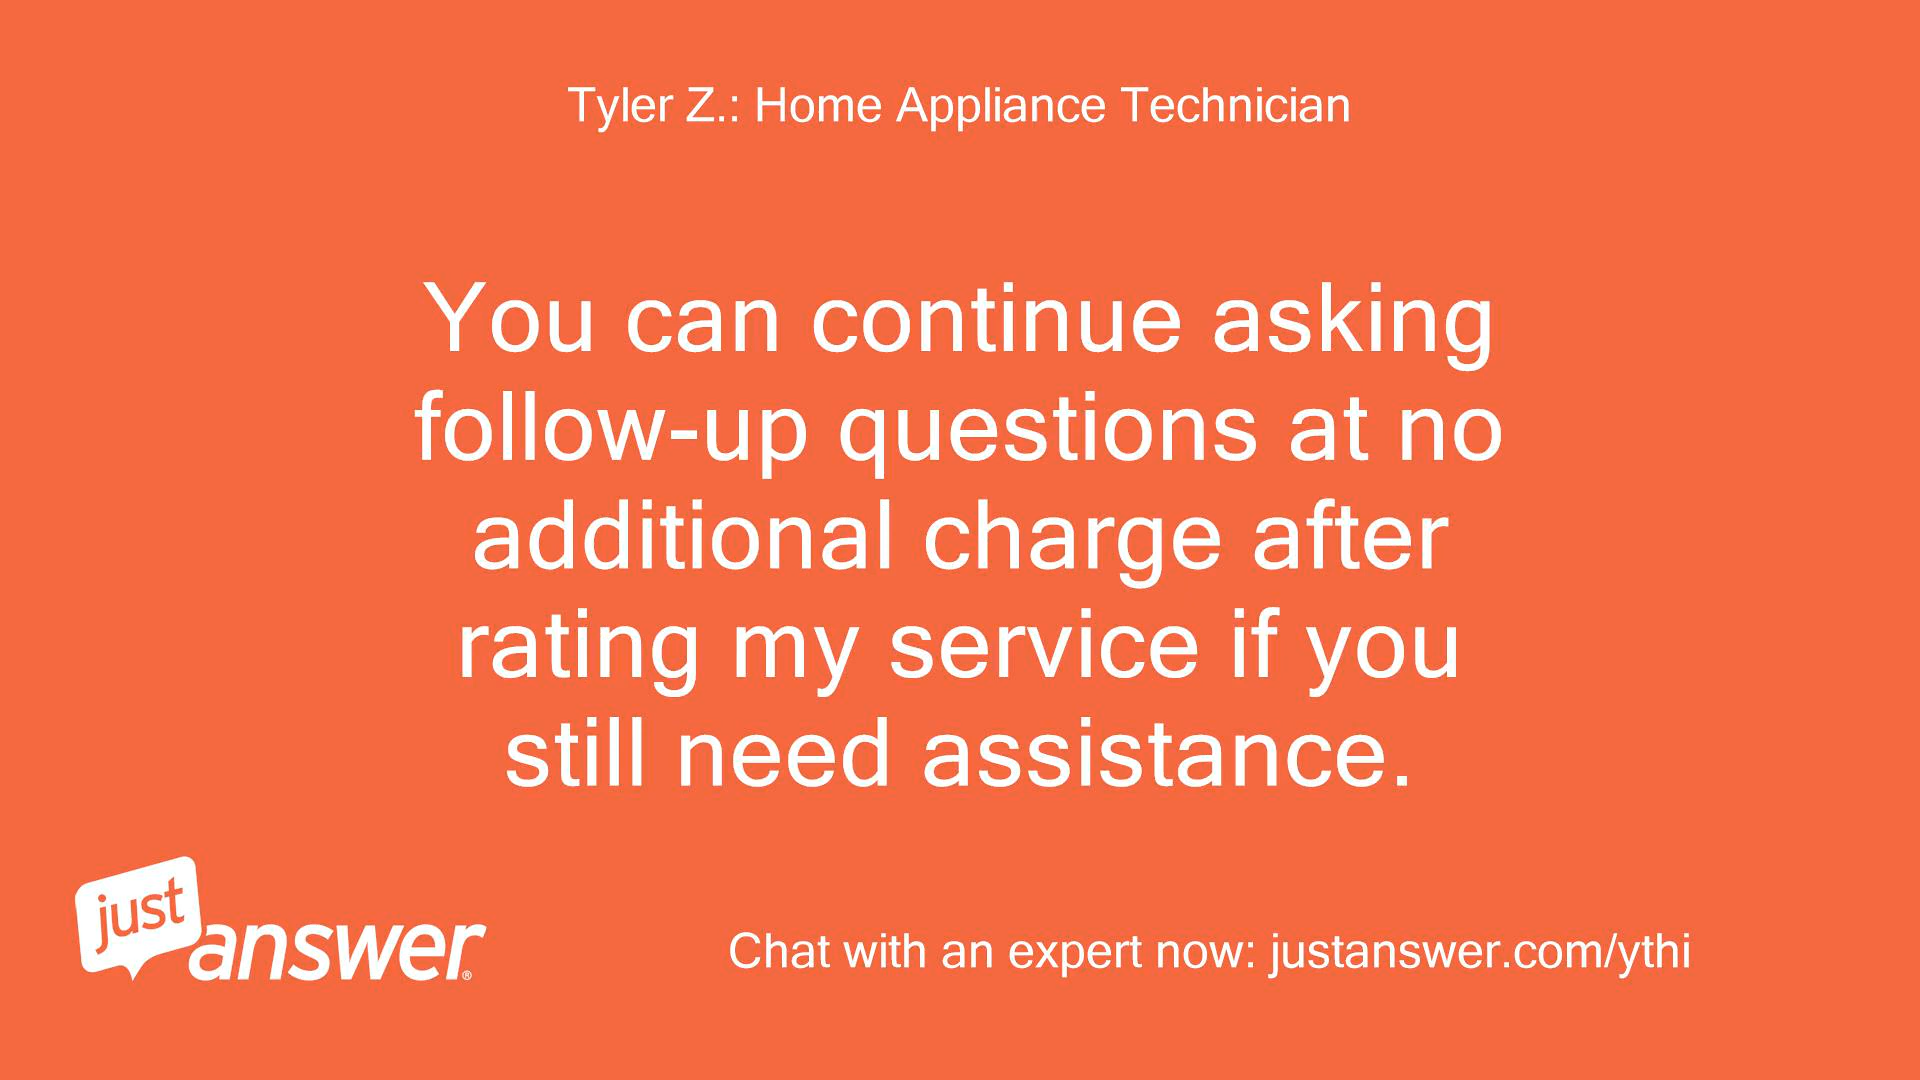 Tyler Z.: Home Appliance Technician
You can continue asking
follow-up questions at no
additional charge after
rating my service if you
still need assistance.
just
answer®
Chat with an expert now: justanswer.com/ythi